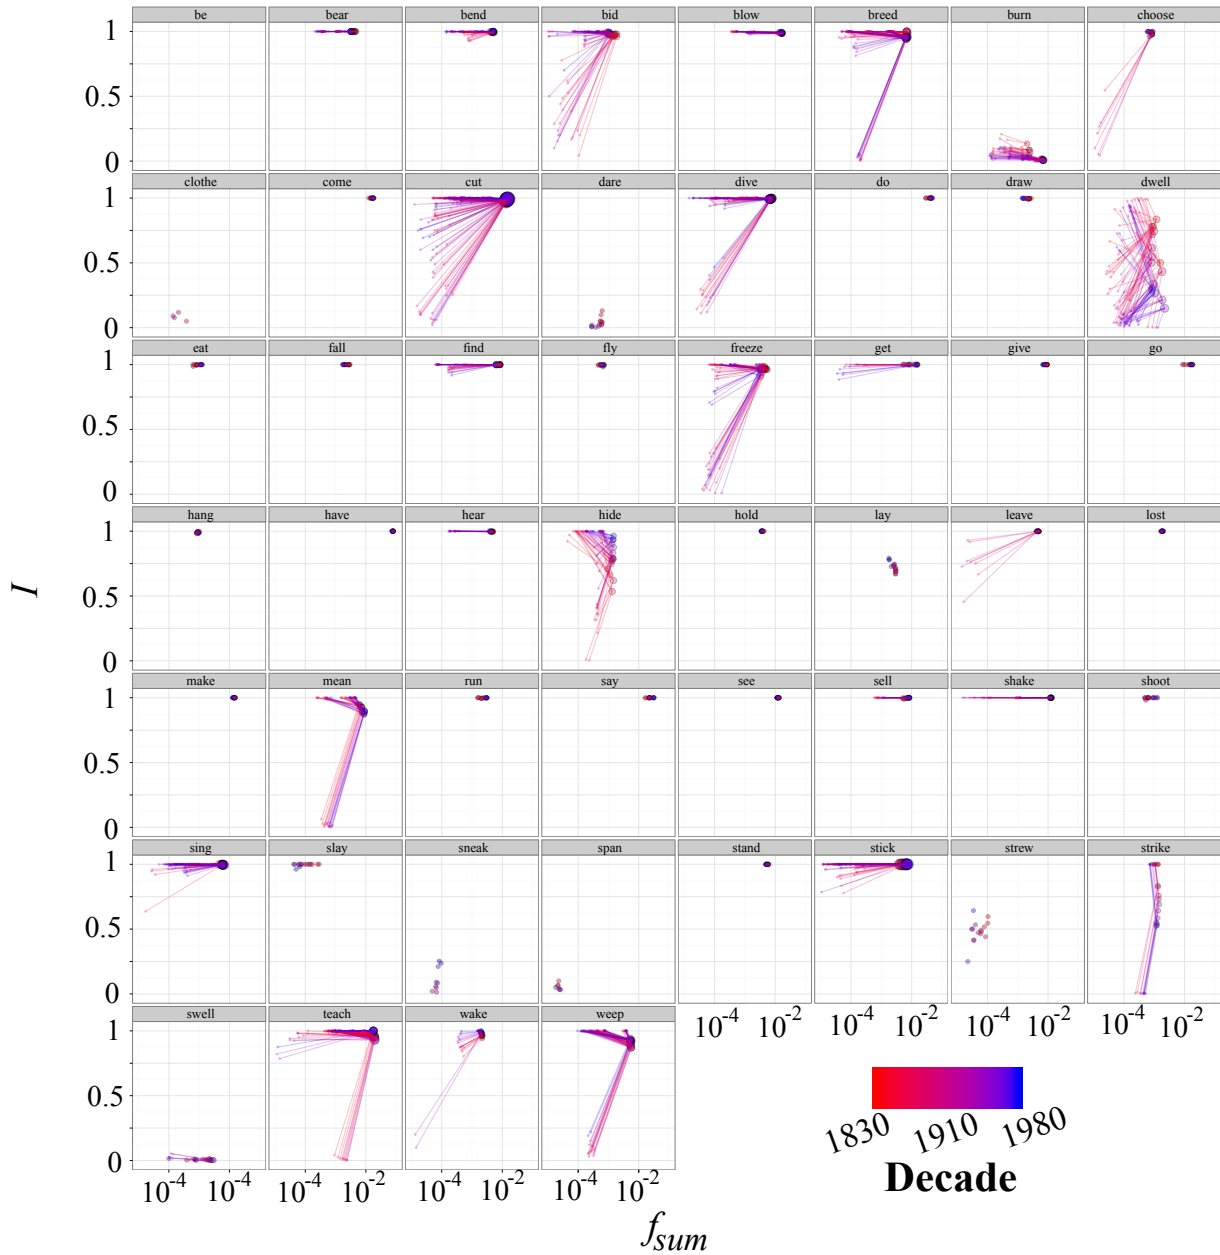 be bear bend bid blow breed burn choose
1
0.5
0
clothe come cut dare dive do draw dwell
1
0.5
0
eat fall find fly freeze get give go
1
0.5
0
hang have hear hide hold lay leave lost
1
0.5
0
I
make mean run say see sell shake shoot
1
0.5
0
sing slay sneak span stand stick strew strike
1
0.5
0
swell teach wake weep
10^-4 10^-2 10^-4 10^-2 10^-4 10^-2 10^-4 10^-2
1
0.5
0
1830 1910 1980
Decade
10^-4 10^-4 10^-4 10^-2 10^-4 10^-2 10^-4 10^-2
f_sum